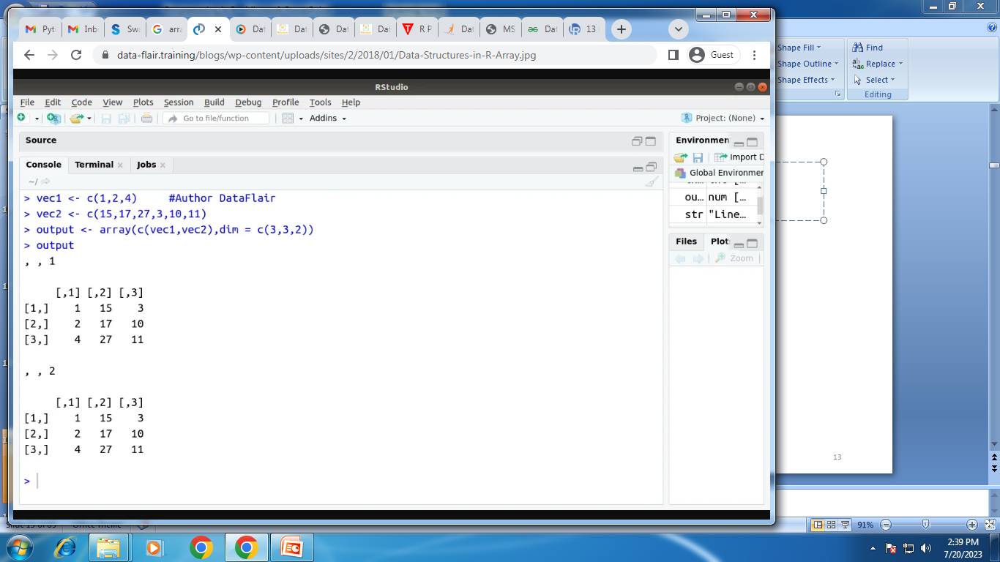 Pyt
Inb
Swa
arra
Dat
Dat
Dat
Dat
R P
Dat
MS
Dat
13
data-flair.training/blogs/wp-content/uploads/sites/2/2018/01/Data-Structures-in-R-Array.jpg
Guest
RStudio
File Edit Code View Plots Session Build Debug Profile Tools Help
Go to file/function
Addins
Project: (None)
Source
Console Terminal Jobs
~/
> vec1 <- c(1,2,4)     #Author DataFlair
> vec2 <- c(15,17,27,3,10,11)
> output <- array(c(vec1,vec2),dim = c(3,3,2))
> output
, , 1
     [,1] [,2] [,3]
[1,]    1   15    3
[2,]    2   17   10
[3,]    4   27   11
, , 2
     [,1] [,2] [,3]
[1,]    1   15    3
[2,]    2   17   10
[3,]    4   27   11
>
Environmen
Import D
Global Environmen
ou… num […
str "Line…
Files Plot
Zoom
Shape Fill
Shape Outline
Shape Effects
Find
Replace
Select
Editing
13
91%
2:39 PM
7/20/2023